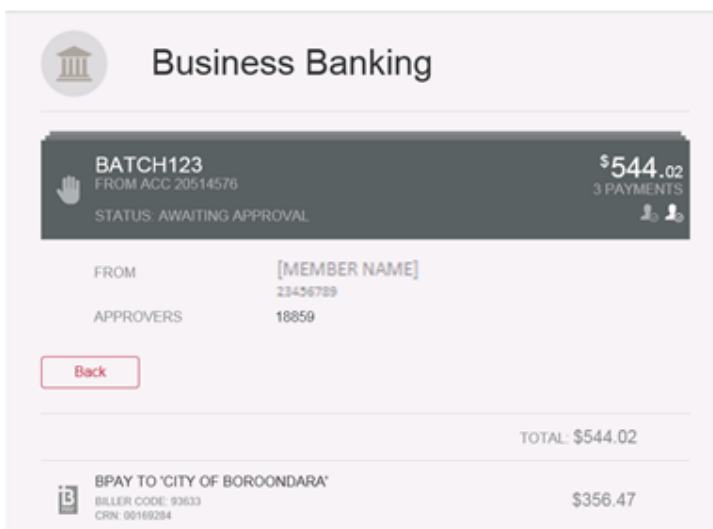 Business Banking
BATCH123
$544.02
FROM ACC 20514576
3 PAYMENTS
STATUS: AWAITING APPROVAL
FROM
[MEMBER NAME]
23456789
APPROVERS
18859
Back
TOTAL: $544.02
BPAY TO 'CITY OF BOROONDARA'
BILLER CODE: 93633
$356.47
CRN: 00169284